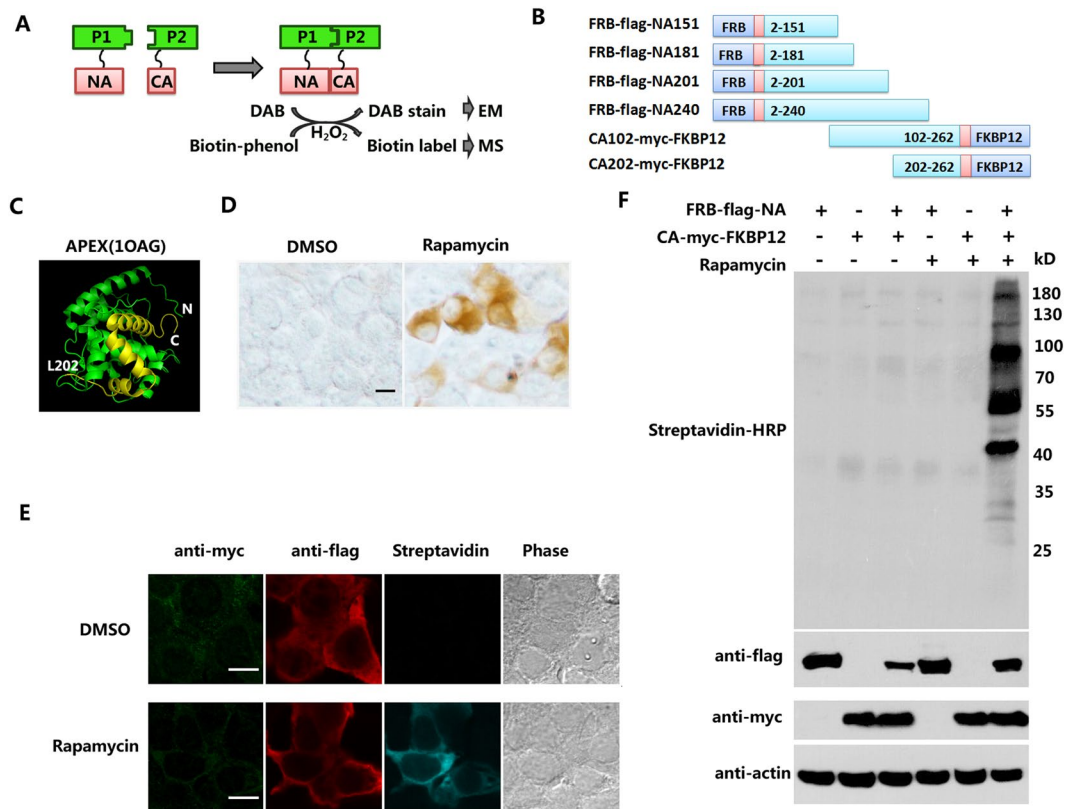 A
P1 P2 P1 P2
NA CA NA CA
DAB DAB stain EM
H₂O₂
Biotin-phenol Biotin label MS
B
FRB-flag-NA151 FRB 2-151
FRB-flag-NA181 FRB 2-181
FRB-flag-NA201 FRB 2-201
FRB-flag-NA240 FRB 2-240
CA102-myc-FKBP12 102-262 FKBP12
CA202-myc-FKBP12 202-262 FKBP12
C
APEX(1OAG)
N
C
L202
D
DMSO Rapamycin
E
anti-myc anti-flag Streptavidin Phase
DMSO
Rapamycin
F
FRB-flag-NA + - + + - +
CA-myc-FKBP12 - + + - + +
Rapamycin - - - + + +
kD
180
130
100
70
55
Streptavidin-HRP
40
35
25
anti-flag
anti-myc
anti-actin